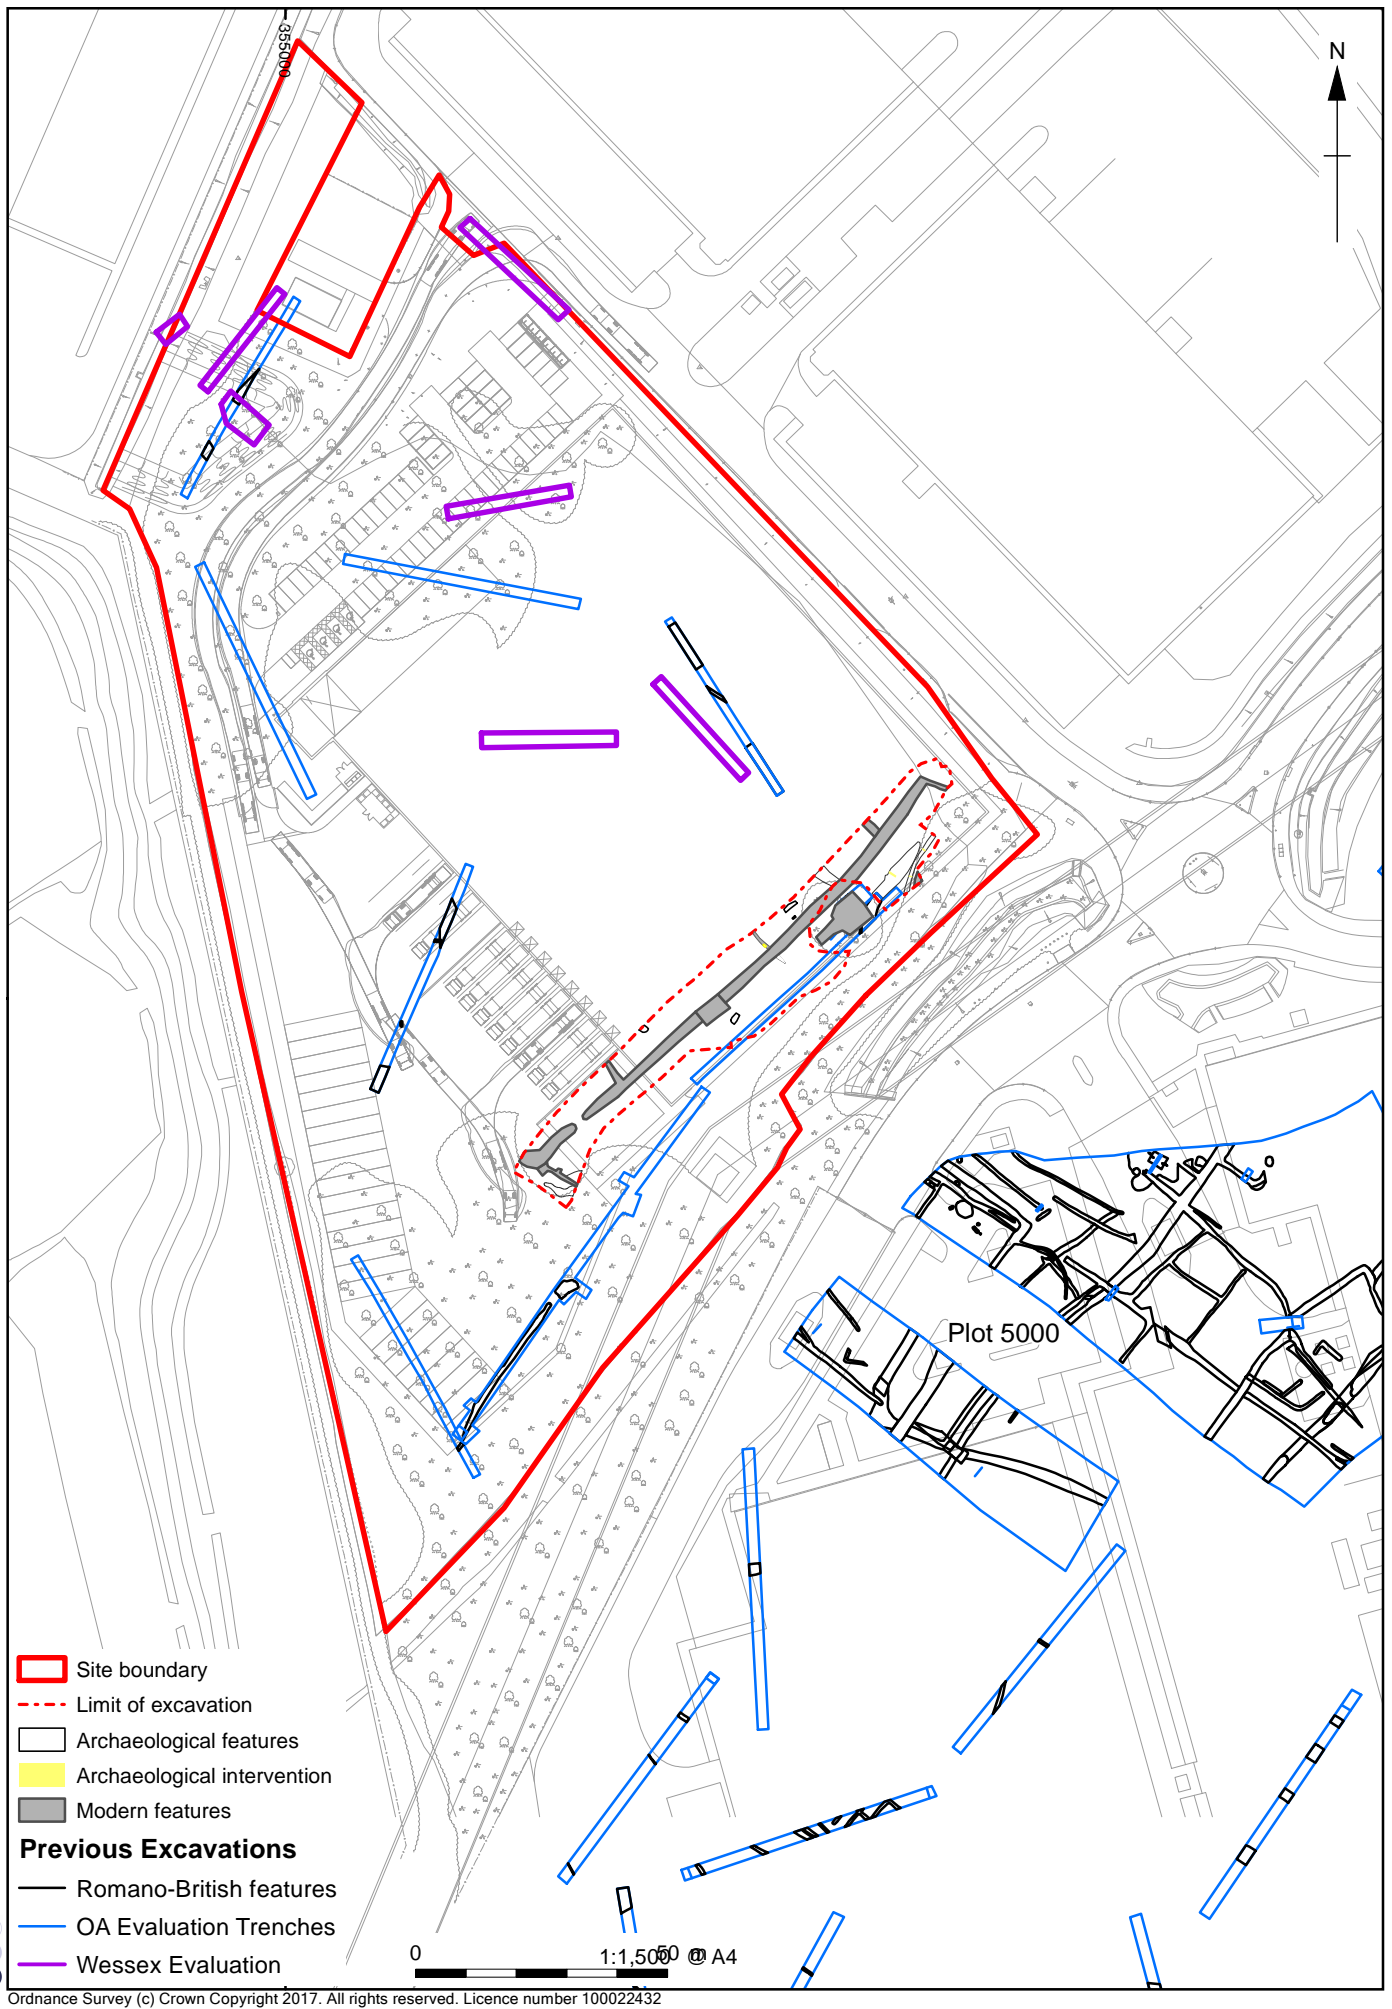 355000
N
Plot 5000
Site boundary
Limit of excavation
Archaeological features
Archaeological intervention
Modern features
Previous Excavations
Romano-British features
OA Evaluation Trenches
Wessex Evaluation
0 50 m
1:1,500 @ A4
Ordnance Survey (c) Crown Copyright 2017. All rights reserved. Licence number 100022432